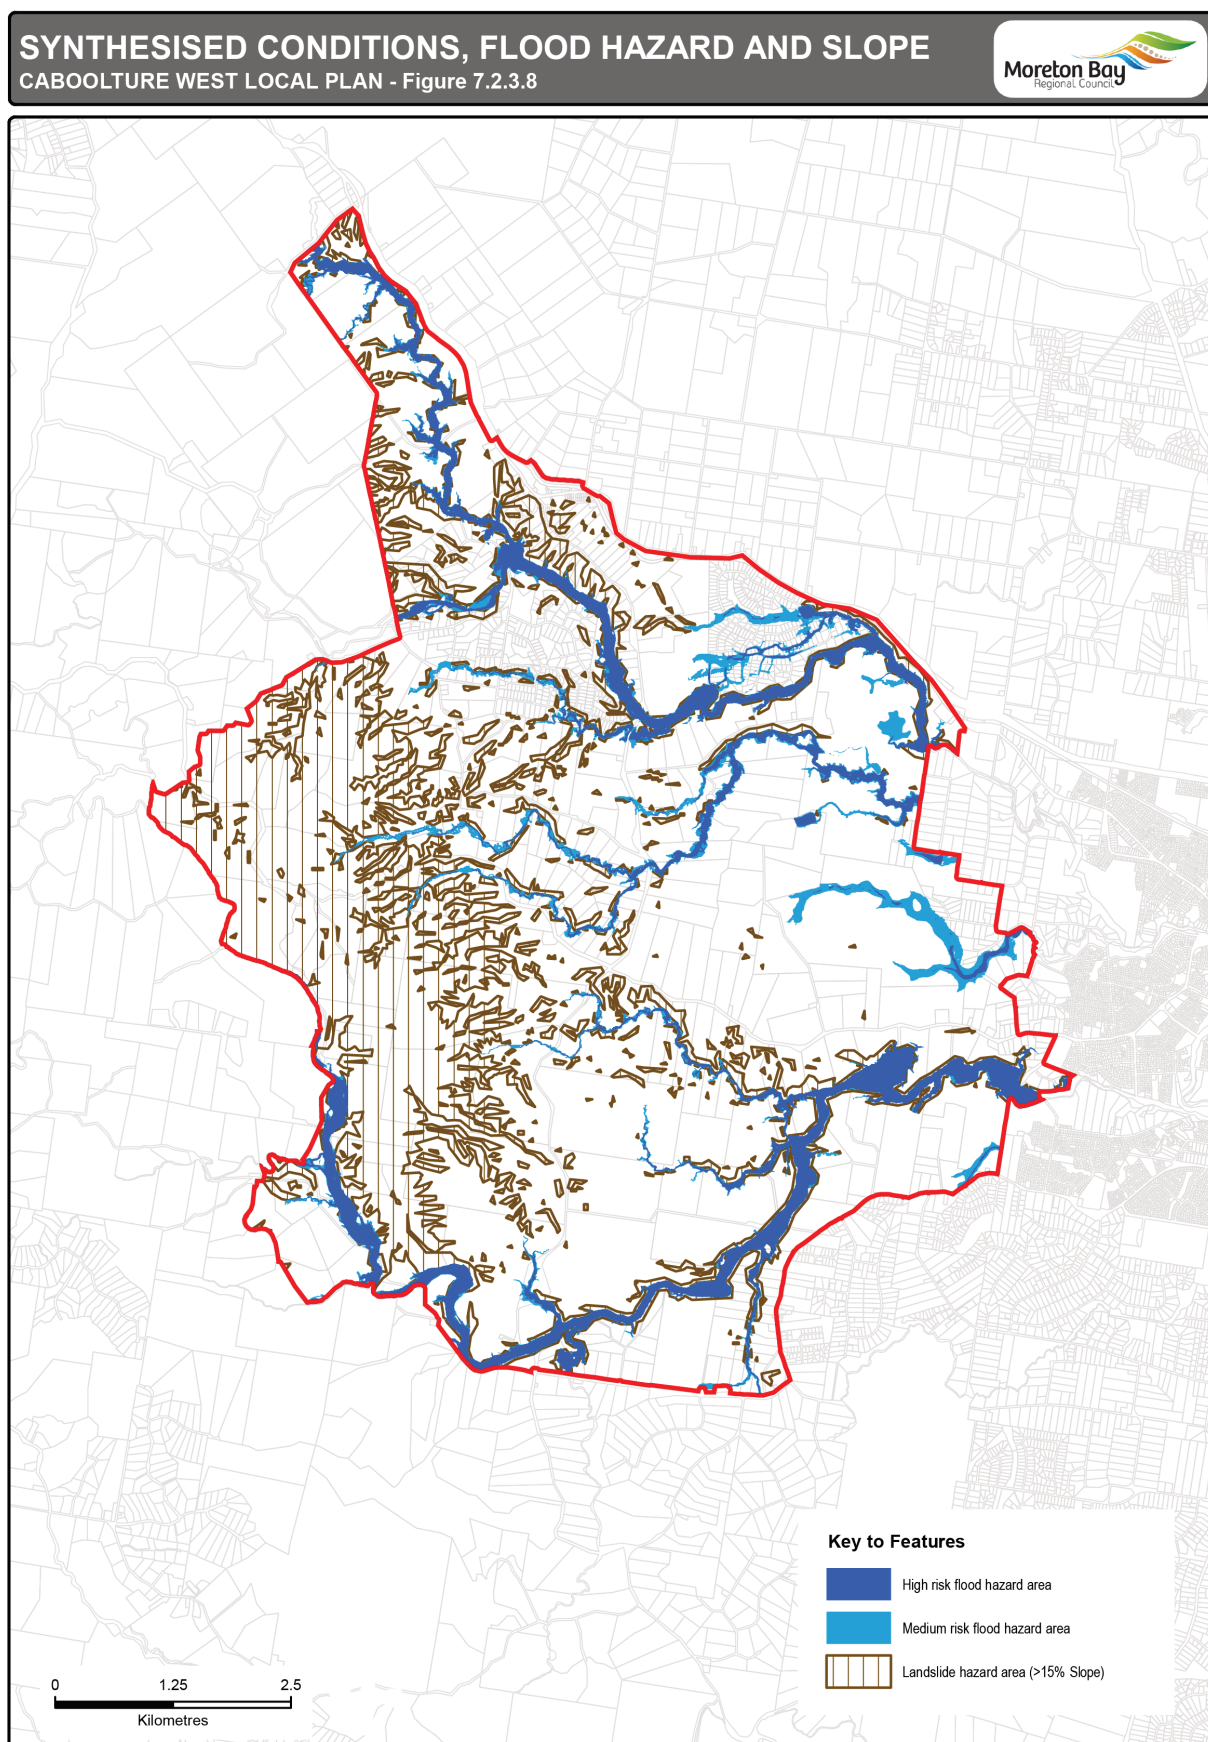 SYNTHESISED CONDITIONS, FLOOD HAZARD AND SLOPE
CABOOLTURE WEST LOCAL PLAN - Figure 7.2.3.8
Moreton Bay
Regional Council
Key to Features
High risk flood hazard area
Medium risk flood hazard area
Landslide hazard area (>15% Slope)
0 1.25 2.5
Kilometres